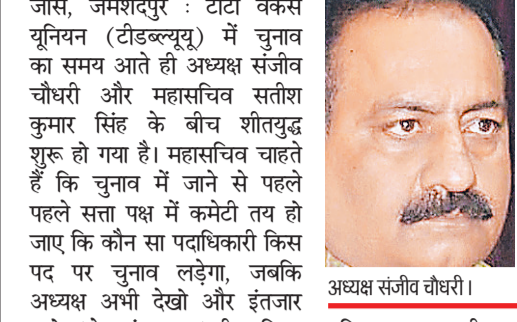 जासं, जमशेदपुर : टाटा वर्कर्स
यूनियन (टीडब्ल्यूयू) में चुनाव
का समय आते ही अध्यक्ष संजीव
चौधरी और महासचिव सतीश
कुमार सिंह के बीच शीतयुद्ध
शुरू हो गया है। महासचिव चाहते
हैं कि चुनाव में जाने से पहले
पहले सत्ता पक्ष में कमेटी तय हो
जाए कि कौन सा पदाधिकारी किस
पद पर चुनाव लड़ेगा, जबकि
अध्यक्ष अभी देखो और इंतजार
अध्यक्ष संजीव चौधरी।